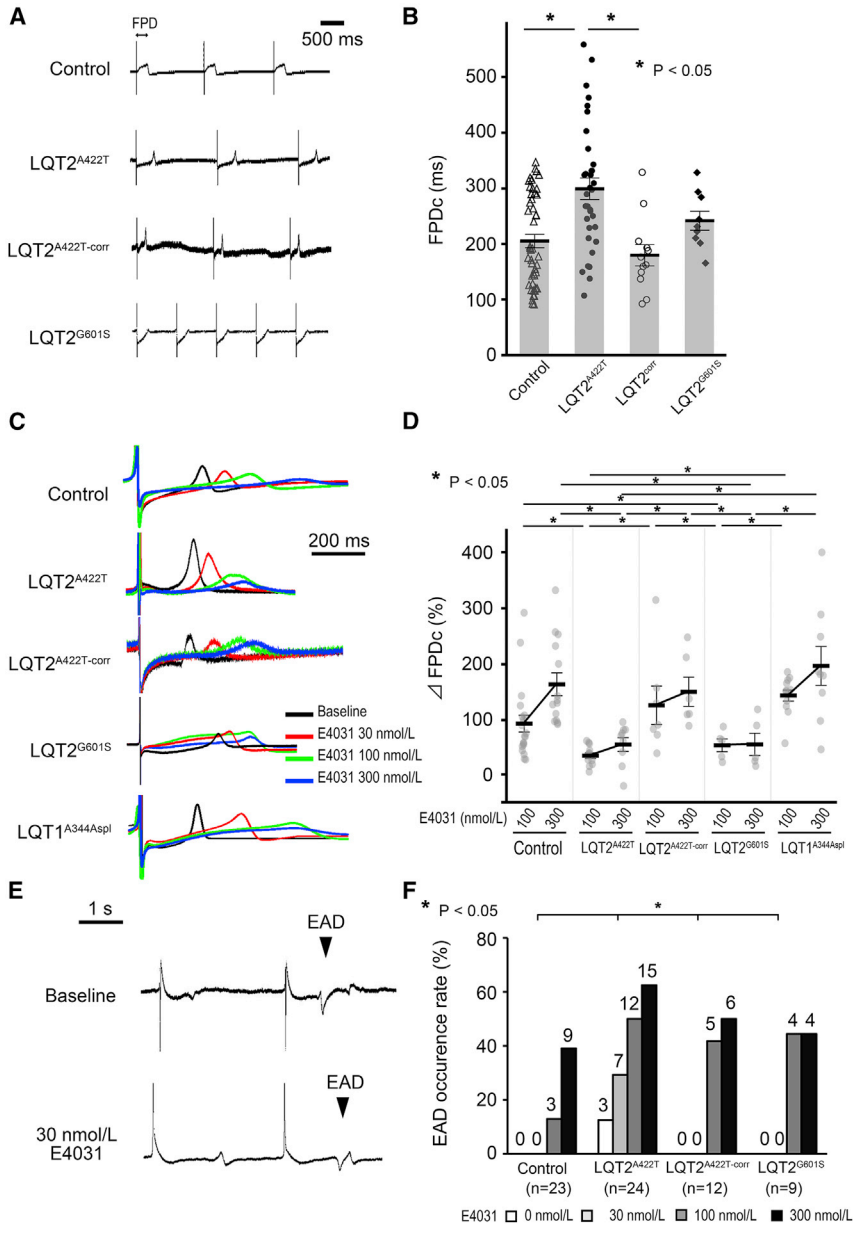 A
FPD
500 ms
Control
LQT2A422T
LQT2A422T-corr
LQT2G601S
B
*
*
* P < 0.05
600
500
400
300
200
100
0
FPDc (ms)
Control
LQT2A422T
LQT2corr
LQT2G601S
C
Control
LQT2A422T
200 ms
LQT2A422T-corr
LQT2G601S
Baseline
E4031 30 nmol/L
E4031 100 nmol/L
E4031 300 nmol/L
LQT1A344Aspl
D
* P < 0.05
*
*
*
*
* * * *
* * * *
400
300
200
100
0
⊿ FPDc (%)
E4031 (nmol/L)
100 300 100 300 100 300 100 300 100 300
Control LQT2A422T LQT2A422T-corr LQT2G601S LQT1A344Aspl
E
1 s
EAD
Baseline
EAD
30 nmol/L
E4031
F
* P < 0.05
*
80
60
40
20
0
EAD occurence rate (%)
0 0 3 9
3 7 12 15
0 0 5 6
0 0 4 4
Control LQT2A422T LQT2A422T-corr LQT2G601S
(n=23) (n=24) (n=12) (n=9)
E4031 0 nmol/L 30 nmol/L 100 nmol/L 300 nmol/L